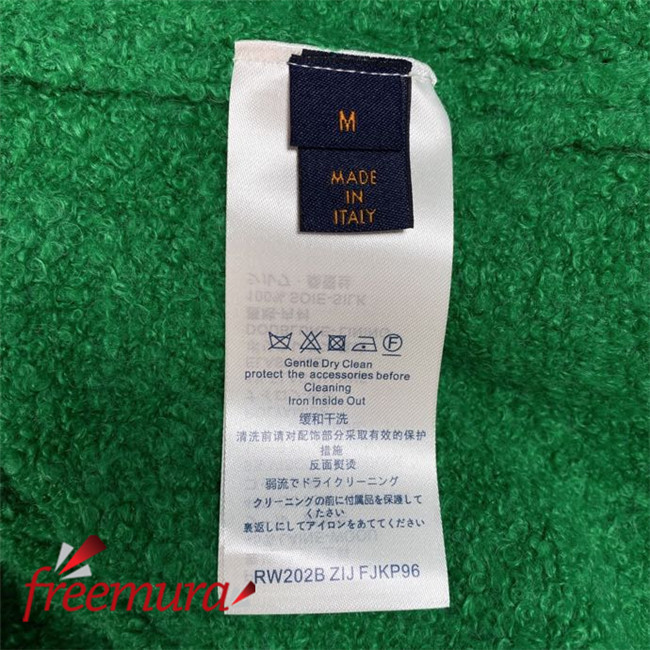 M
MADE
IN
ITALY
100% SOIE-SILK
DOUBLURE-LINING
Gentle Dry Clean
protect the accessories before
Cleaning
Iron Inside Out
缓和干洗
清洗前请对配饰部分采取有效的保护
措施
反面熨烫
弱流でドライクリーニング
クリーニングの前に付属品を保護して
ください
裏返しにしてアイロンをあててください
RW202B ZIJ FJKP96
freemura